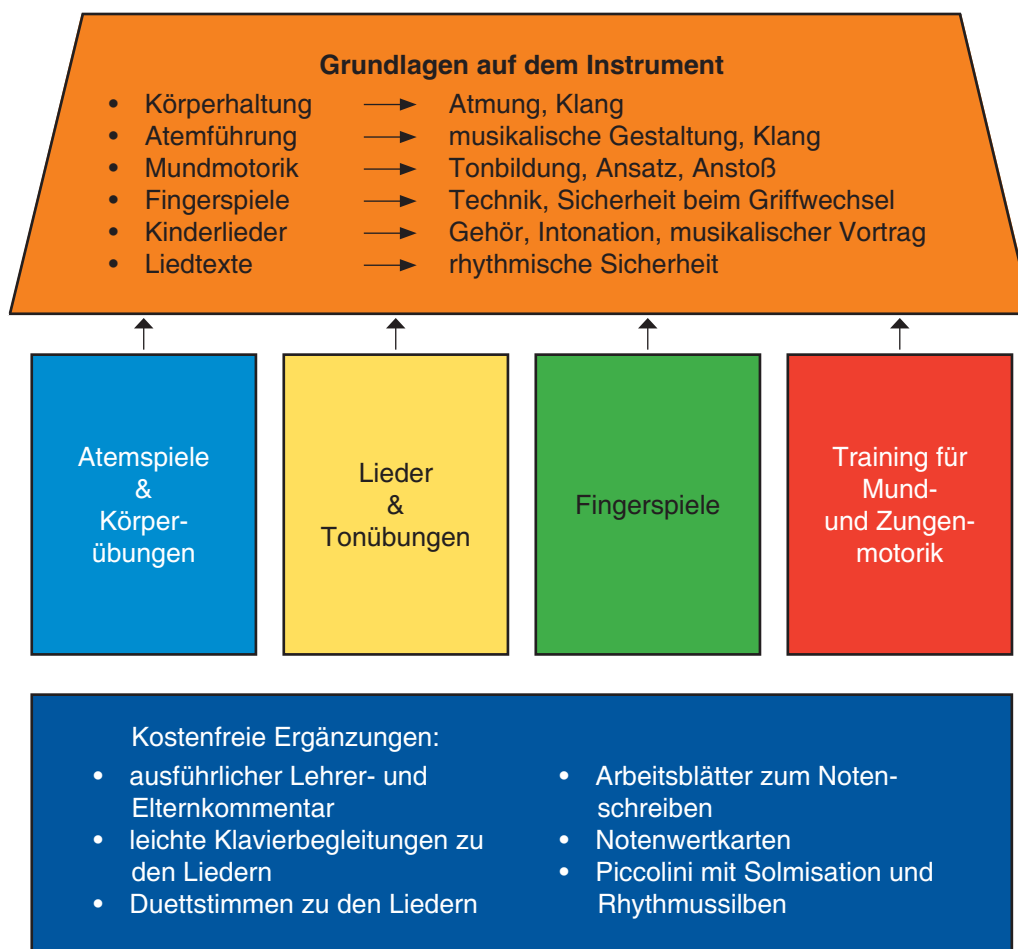 Grundlagen auf dem Instrument
• Körperhaltung → Atmung, Klang
• Atemführung → musikalische Gestaltung, Klang
• Mundmotorik → Tonbildung, Ansatz, Anstoß
• Fingerspiele → Technik, Sicherheit beim Griffwechsel
• Kinderlieder → Gehör, Intonation, musikalischer Vortrag
• Liedtexte → rhythmische Sicherheit
Atemspiele
&
Körper-
übungen
Lieder
&
Tonübungen
Fingerspiele
Training für
Mund-
und Zungen-
motorik
Kostenfreie Ergänzungen:
• ausführlicher Lehrer- und
Elternkommentar
• leichte Klavierbegleitungen zu
den Liedern
• Duettstimmen zu den Liedern
• Arbeitsblätter zum Noten-
schreiben
• Notenwertkarten
• Piccolini mit Solmisation und
Rhythmussilben